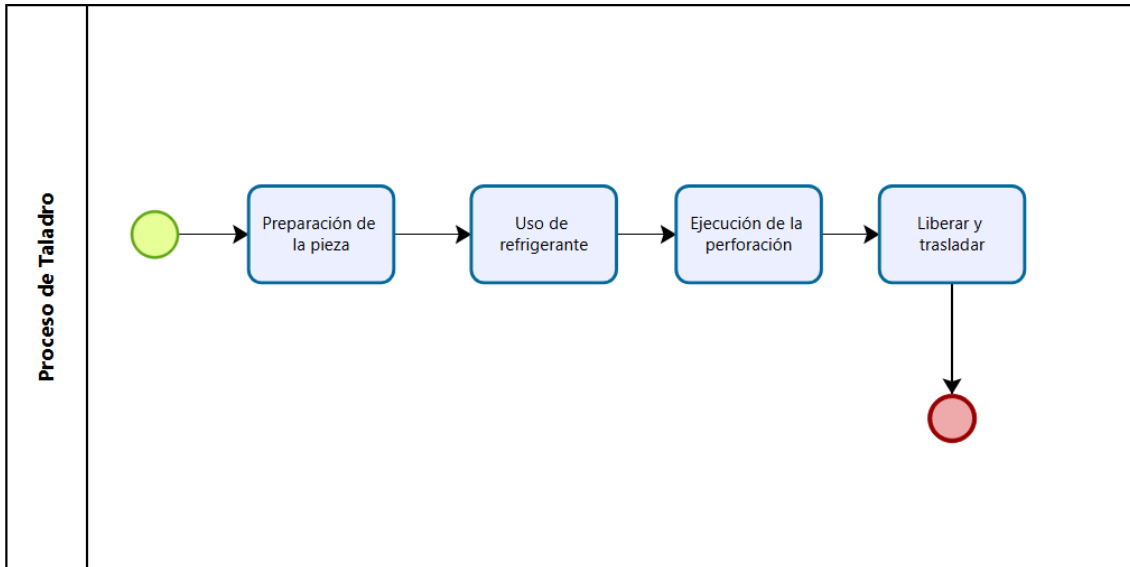 Proceso de Taladro
Preparación de
la pieza
Uso de
refrigerante
Ejecución de la
perforación
Liberar y
trasladar